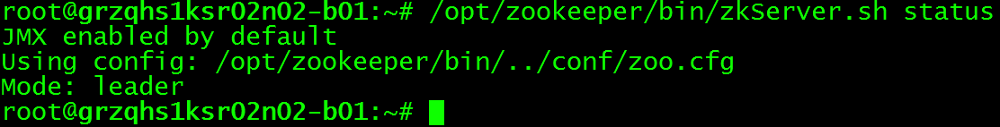 root@grzqhs1ksr02n02-b01:~# /opt/zookeeper/bin/zkServer.sh status
JMX enabled by default
Using config: /opt/zookeeper/bin/../conf/zoo.cfg
Mode: leader
root@grzqhs1ksr02n02-b01:~#